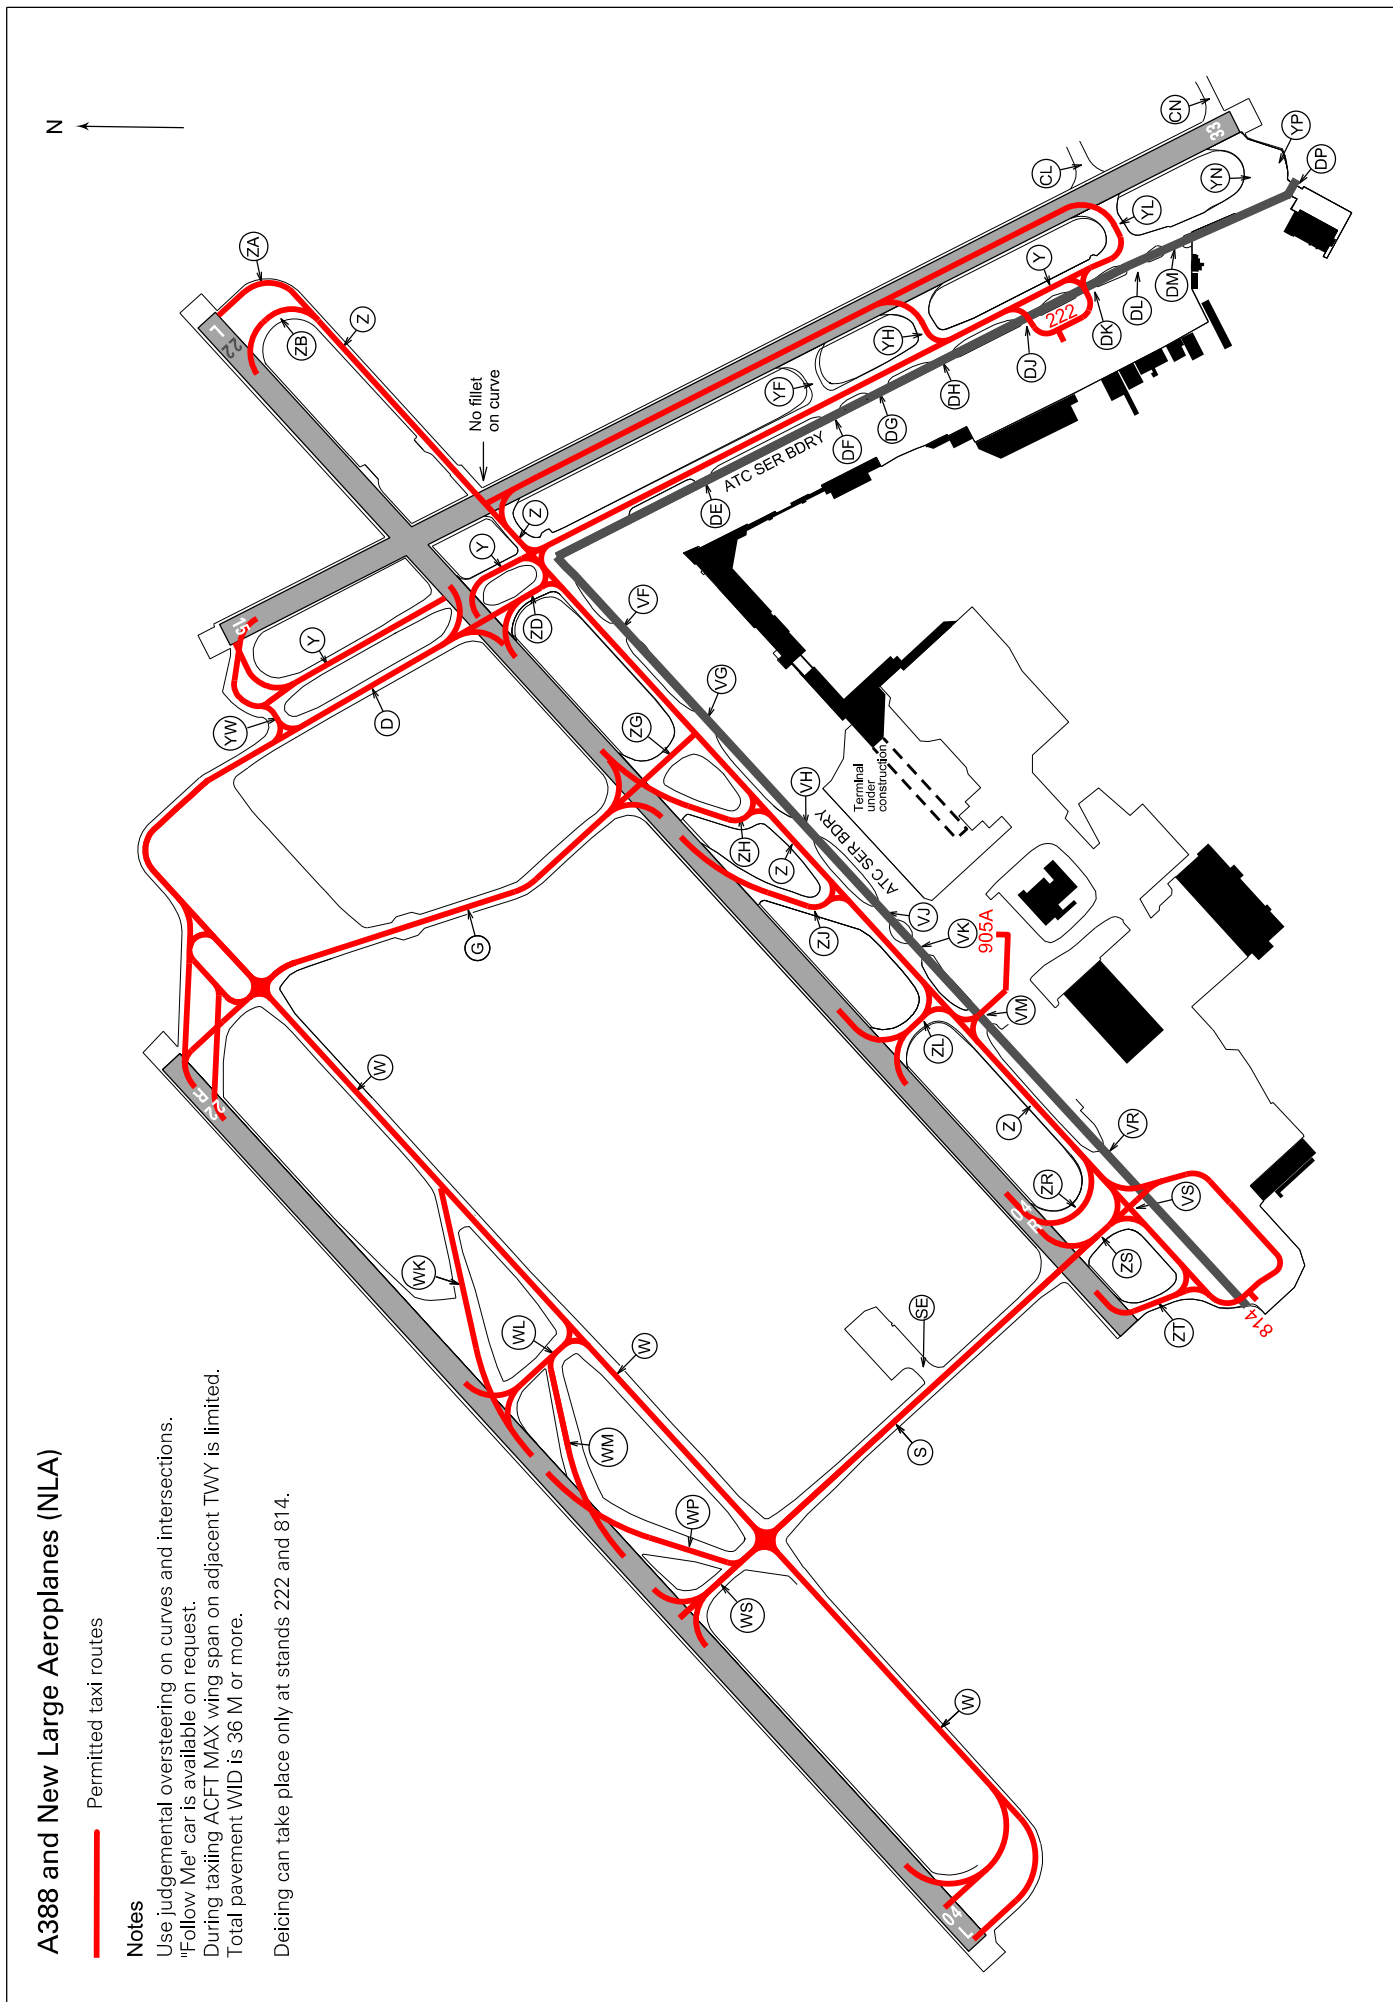 A388 and New Large Aeroplanes (NLA)
Permitted taxi routes
Notes
Use judgemental oversteering on curves and intersections.
"Follow Me" car is available on request.
During taxiing ACFT MAX wing span on adjacent TWY is limited.
Total pavement WID is 36 M or more.
Deicing can take place only at stands 222 and 814.
N
ZA
Z
ZB
22
L
No fillet
on curve
Z
Y
ZD
15
Y
D
YW
G
ZG
ZH
Z
ZJ
ZL
Z
ZR
04
R
ZS
ZT
VS
814
VR
VM
905A
VK
VJ
VH
VG
VF
ATC SER BDRY
Terminal
under
construction
ATC SER BDRY
DE
DF
DG
DH
DJ
222
DK
DL
DM
DP
YP
YN
YL
Y
YH
YF
CL
CN
33
22
R
W
WK
WL
W
WM
WP
WS
W
04
L
S
SE